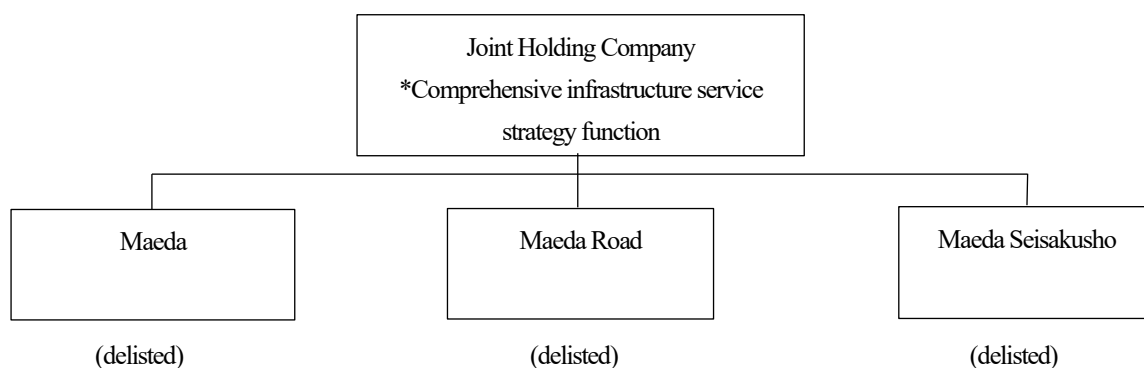 Joint Holding Company
*Comprehensive infrastructure service
strategy function
Maeda
Maeda Road
Maeda Seisakusho
(delisted)
(delisted)
(delisted)